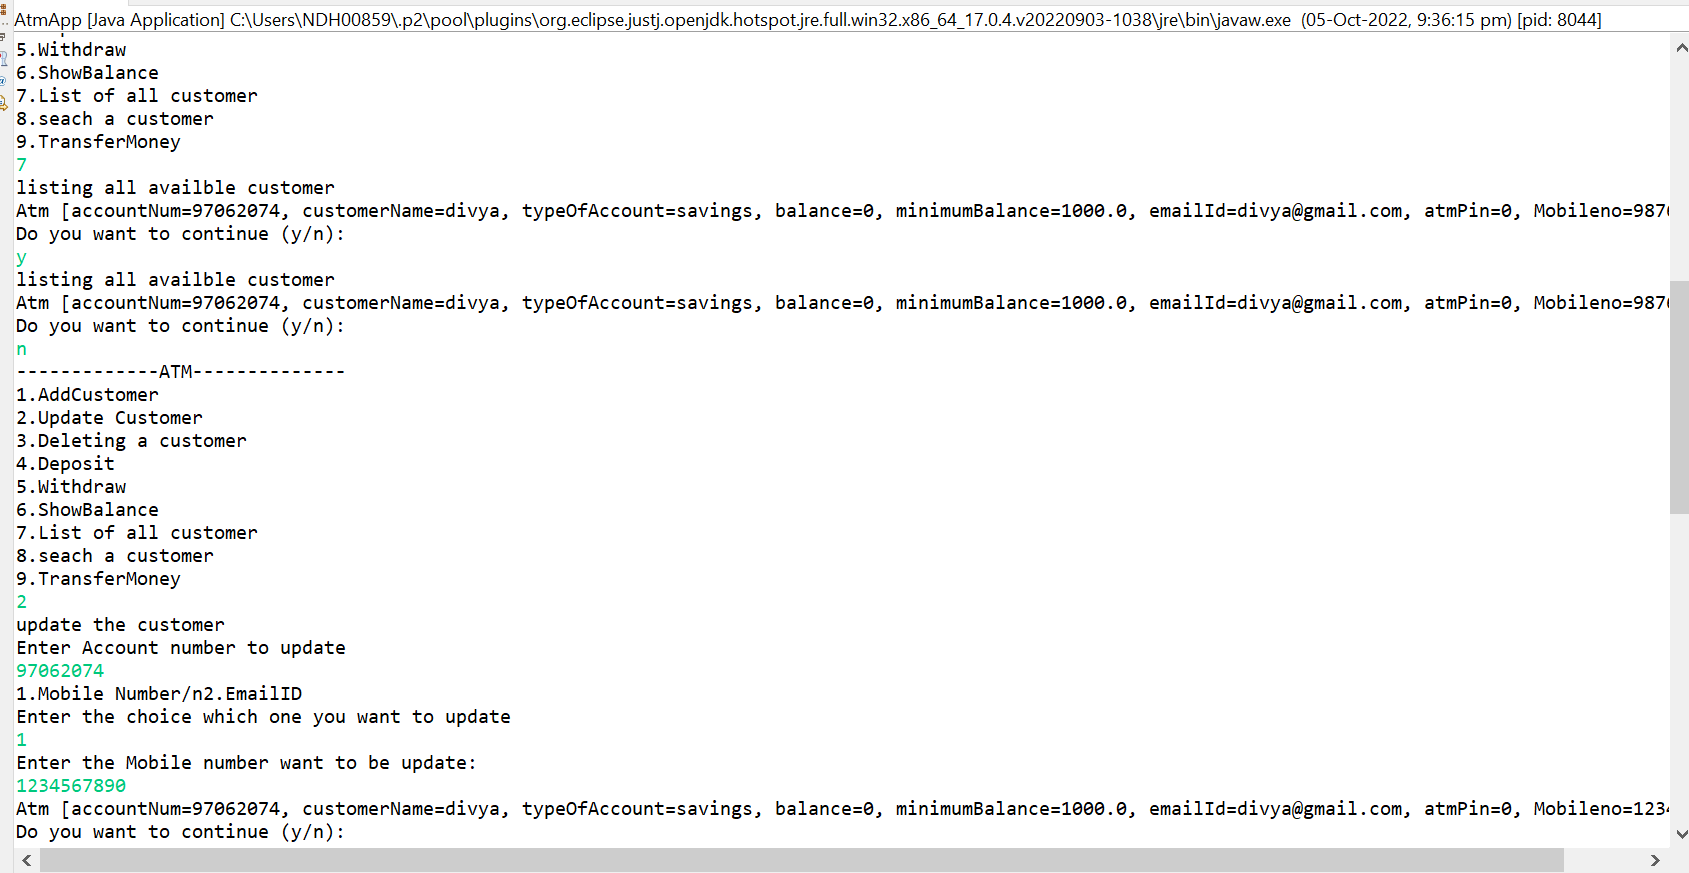 AtmApp [Java Application] C:\Users\NDH00859\.p2\pool\plugins\org.eclipse.justj.openjdk.hotspot.jre.full.win32.x86_64_17.0.4.v20220903-1038\jre\bin\javaw.exe (05-Oct-2022, 9:36:15 pm) [pid: 8044]
5.Withdraw
6.ShowBalance
7.List of all customer
8.seach a customer
9.TransferMoney
7
listing all availble customer
Atm [accountNum=97062074, customerName=divya, typeOfAccount=savings, balance=0, minimumBalance=1000.0, emailId=divya@gmail.com, atmPin=0, Mobileno=987
Do you want to continue (y/n):
y
listing all availble customer
Atm [accountNum=97062074, customerName=divya, typeOfAccount=savings, balance=0, minimumBalance=1000.0, emailId=divya@gmail.com, atmPin=0, Mobileno=987
Do you want to continue (y/n):
n
-------------ATM--------------
1.AddCustomer
2.Update Customer
3.Deleting a customer
4.Deposit
5.Withdraw
6.ShowBalance
7.List of all customer
8.seach a customer
9.TransferMoney
2
update the customer
Enter Account number to update
97062074
1.Mobile Number/n2.EmailID
Enter the choice which one you want to update
1
Enter the Mobile number want to be update:
1234567890
Atm [accountNum=97062074, customerName=divya, typeOfAccount=savings, balance=0, minimumBalance=1000.0, emailId=divya@gmail.com, atmPin=0, Mobileno=123
Do you want to continue (y/n):